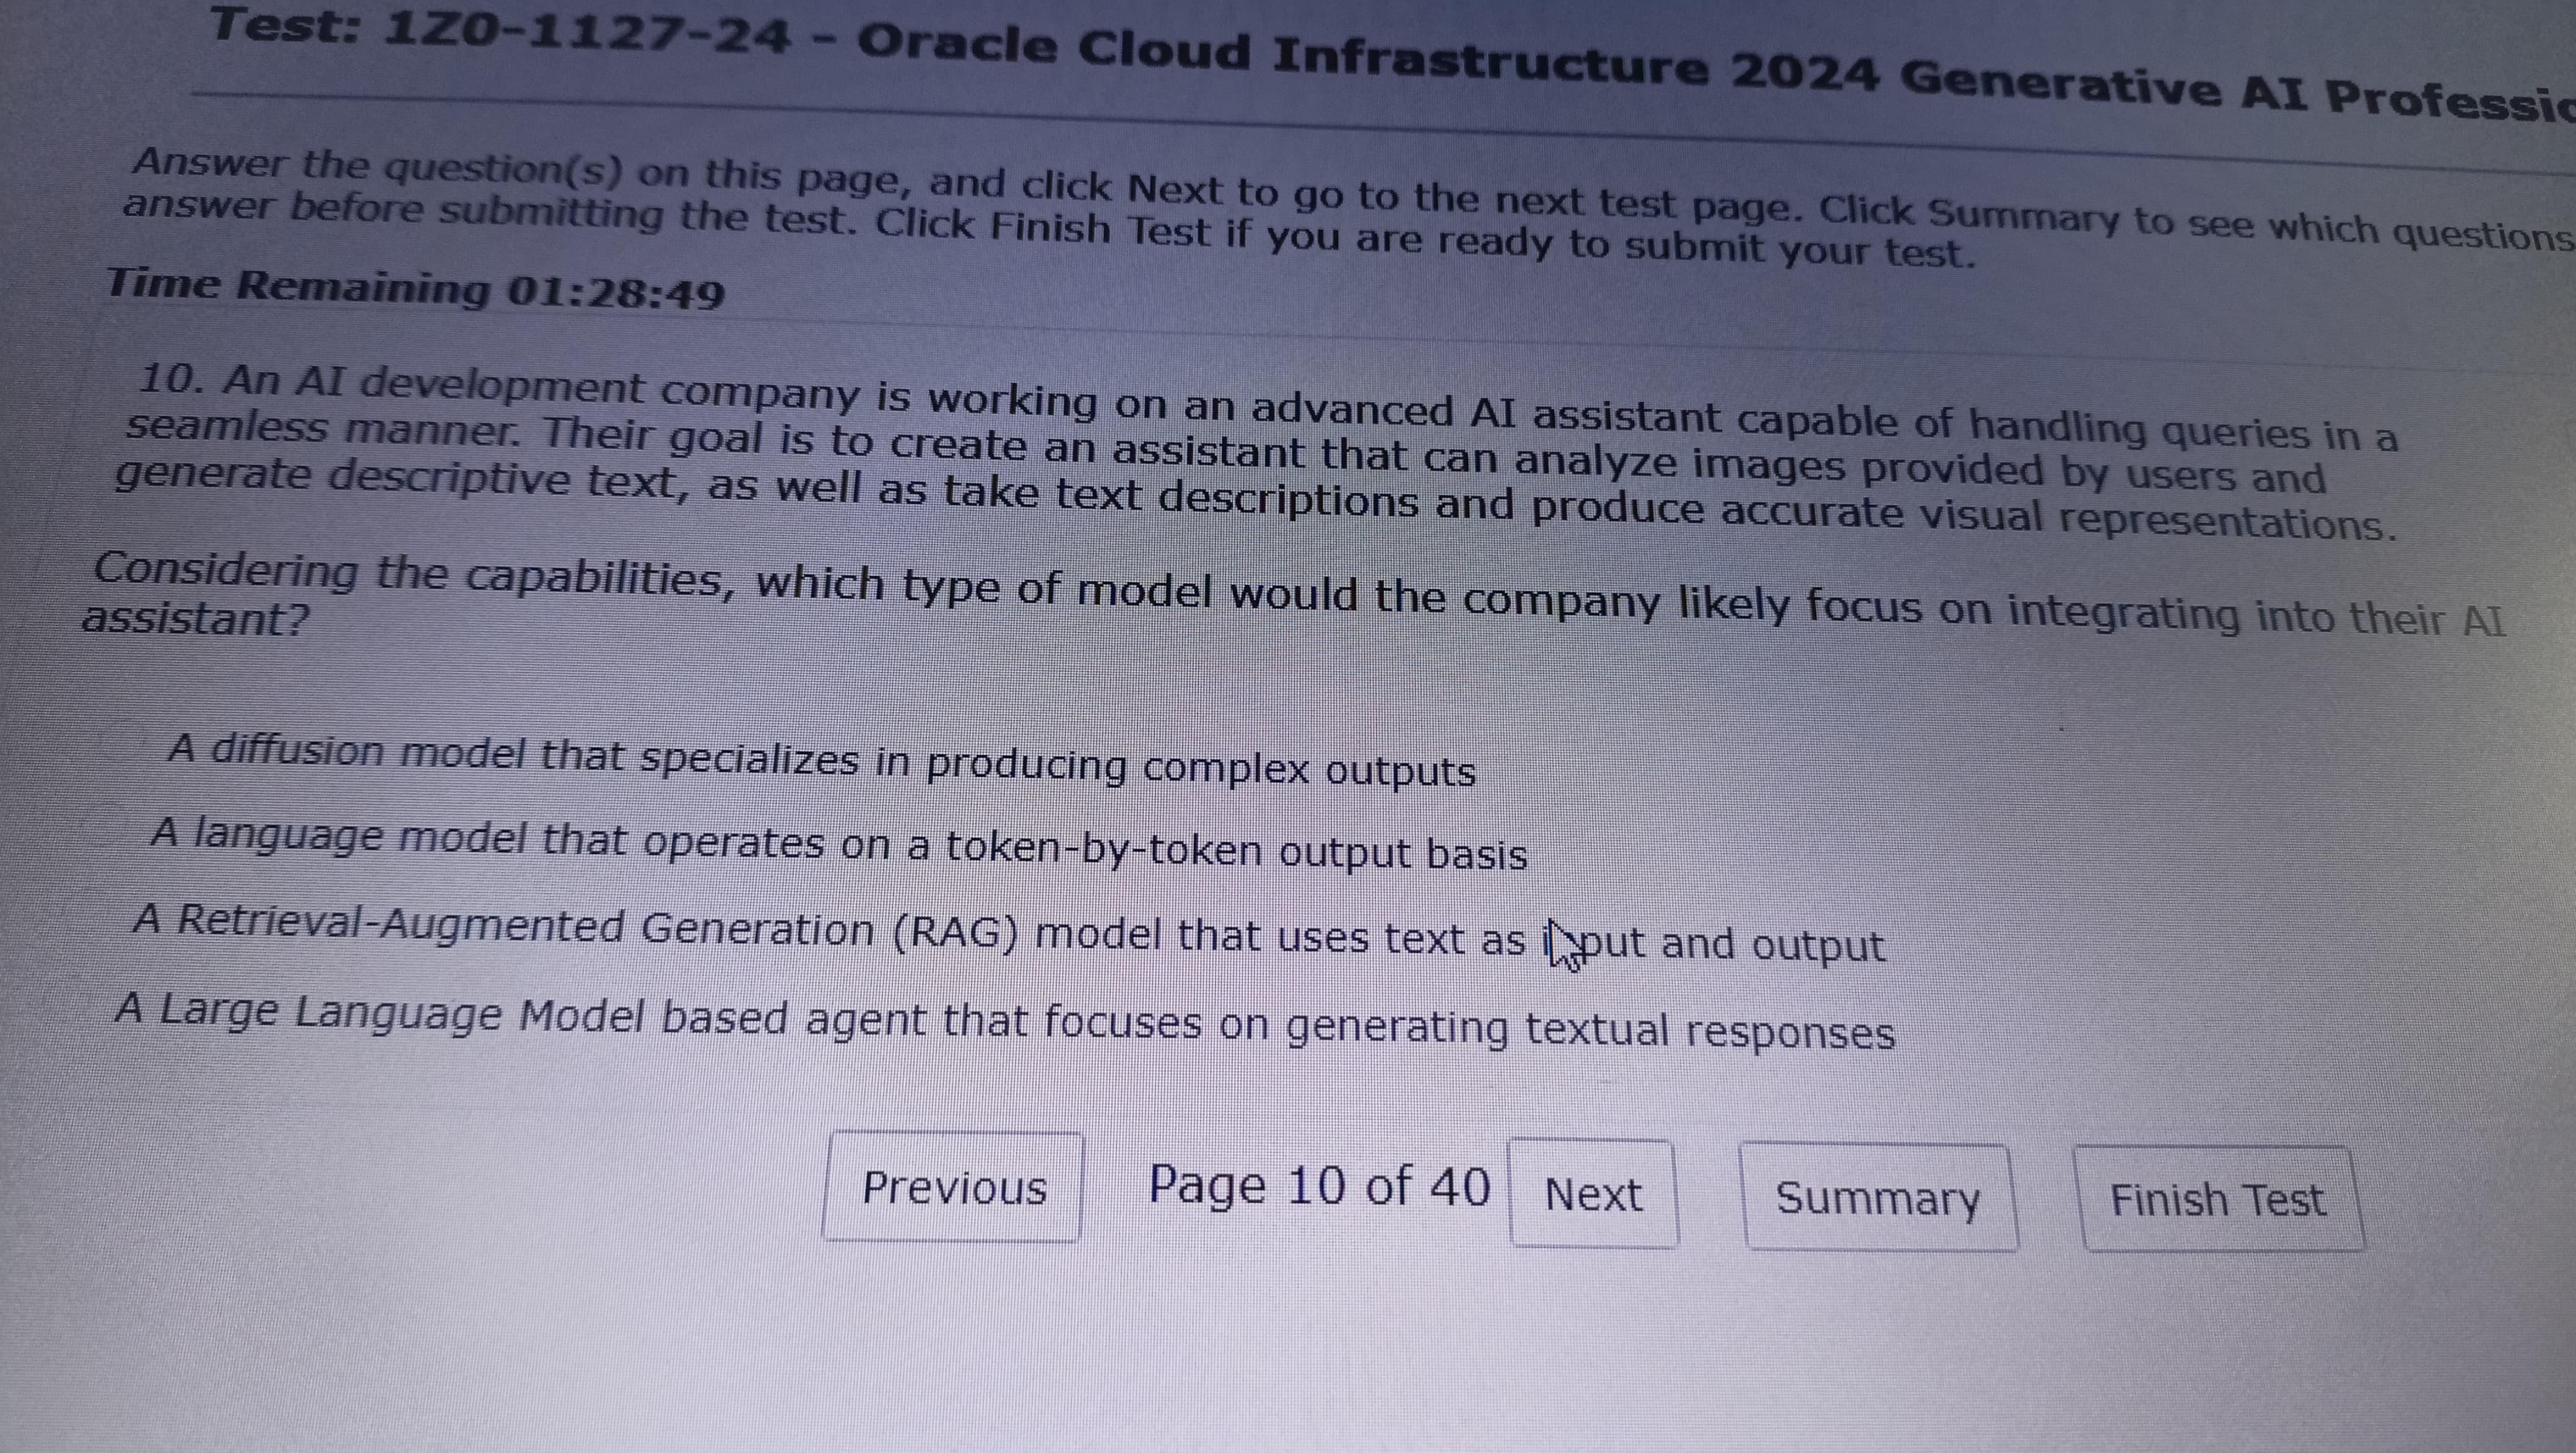 Test: 1Z0-1127-24 - Oracle Cloud Infrastructure 2024 Generative AI
Answer the question(s) on this page, and click Next to go to the next test page. Click Summary to see which questions
answer before submitting the test. Click Finish Test if you are ready to submit your test.
Time Remaining 01:28:49
10. An AI development company is working on an advanced AI assistant capable of handling queries in a
seamless manner. Their goal is to create an assistant that can analyze images provided by users and
generate descriptive text, as well as take text descriptions and produce accurate visual representations.
Considering the capabilities, which type of model would the company likely focus on integrating into their AI
assistant?
A diffusion model that specializes in producing complex outputs
A language model that operates on a token-by-token output basis
A Retrieval-Augmented Generation (RAG) model that uses text as input and output
A Large Language Model based agent that focuses on generating textual responses
Previous Page 10 of 40 Next Summary Finish Test